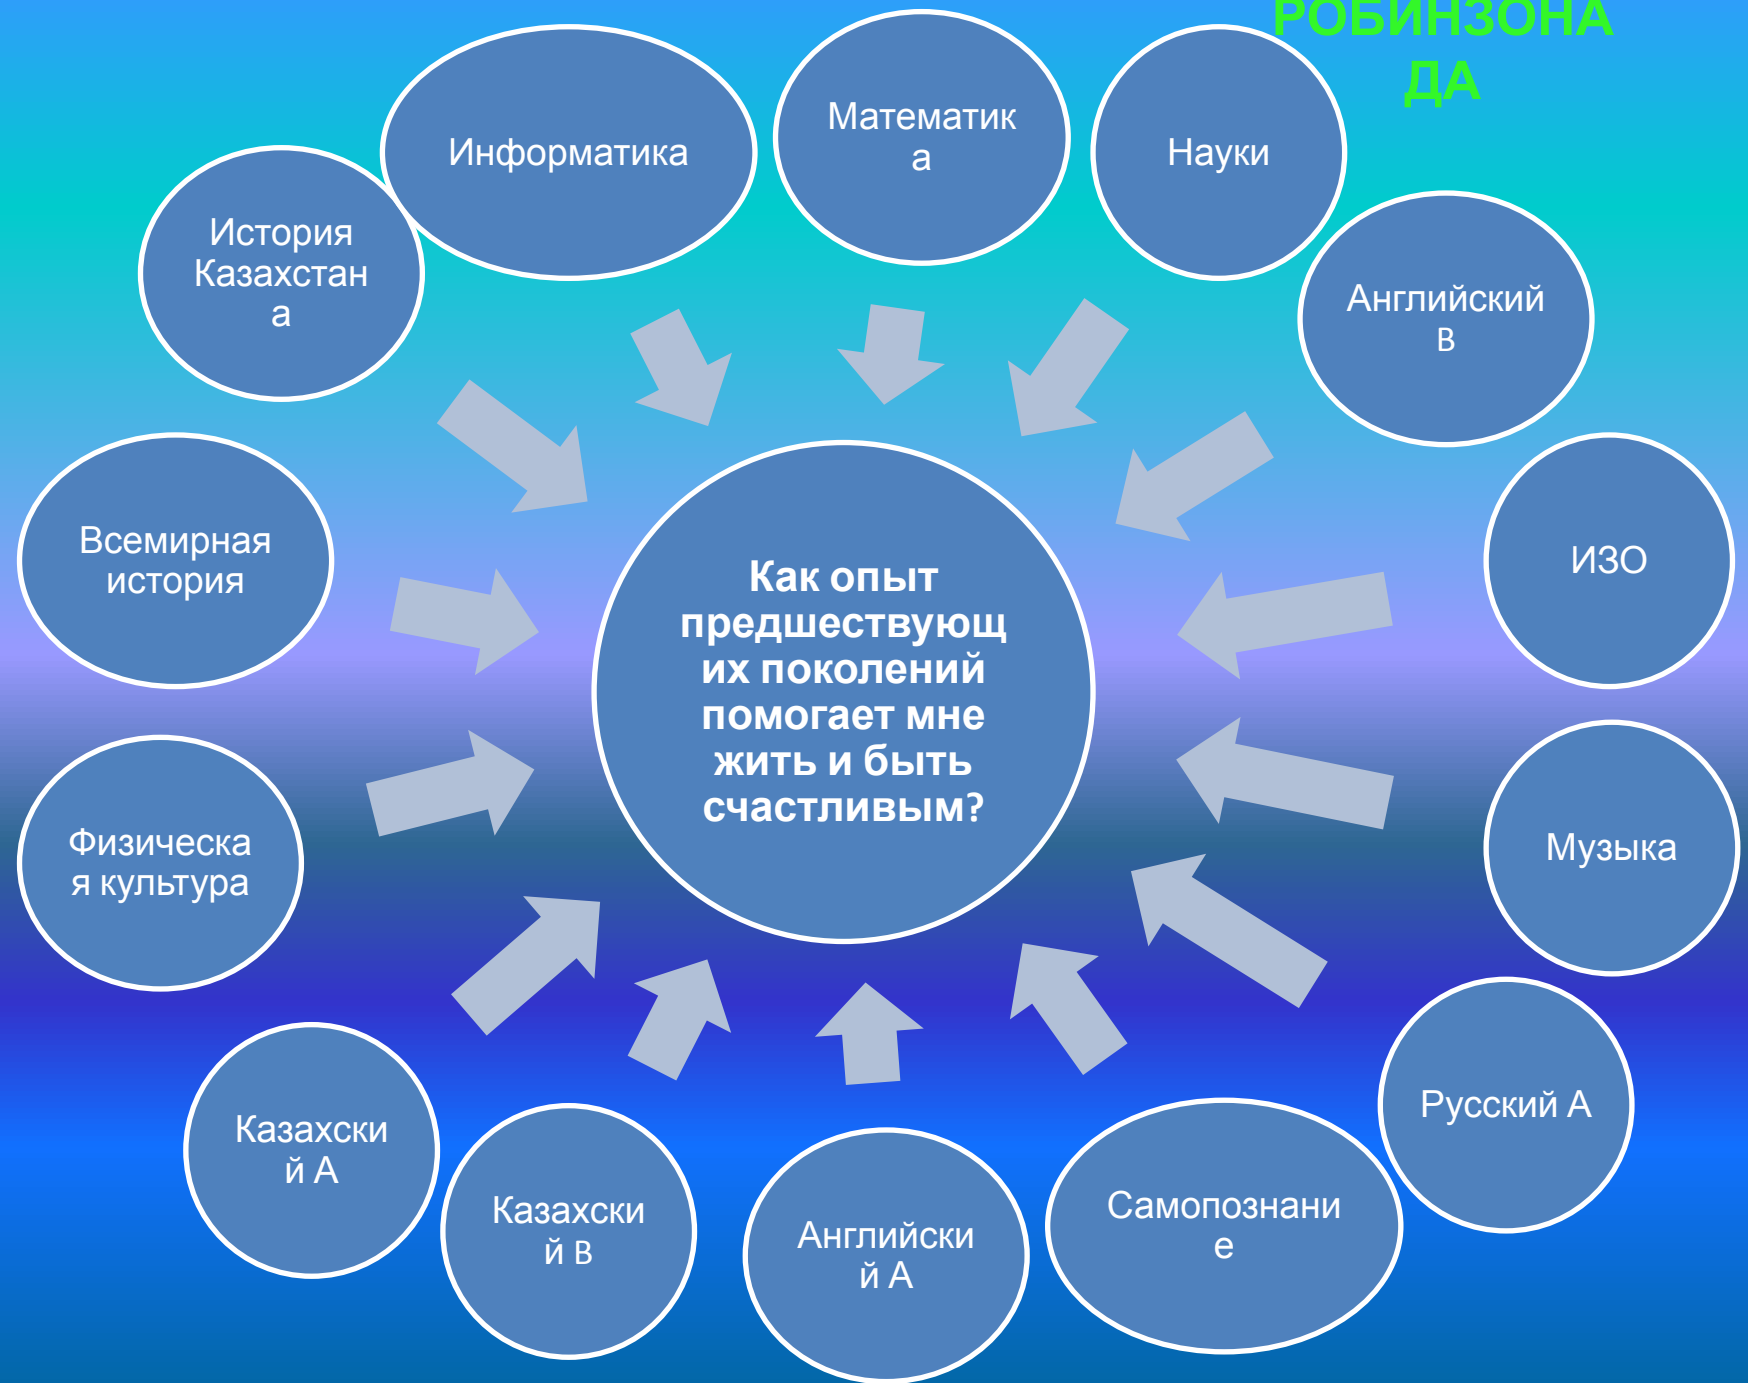 РОБИНЗОНА
ДА
Информатика
Математик
а
Науки
История
Казахстан
а
Английский
В
Всемирная
история
ИЗО
Как опыт
предшествующ
их поколений
помогает мне
жить и быть
счастливым?
Физическа
я культура
Музыка
Казахски
й А
Русский А
Казахски
й В
Английски
й А
Самопознани
е